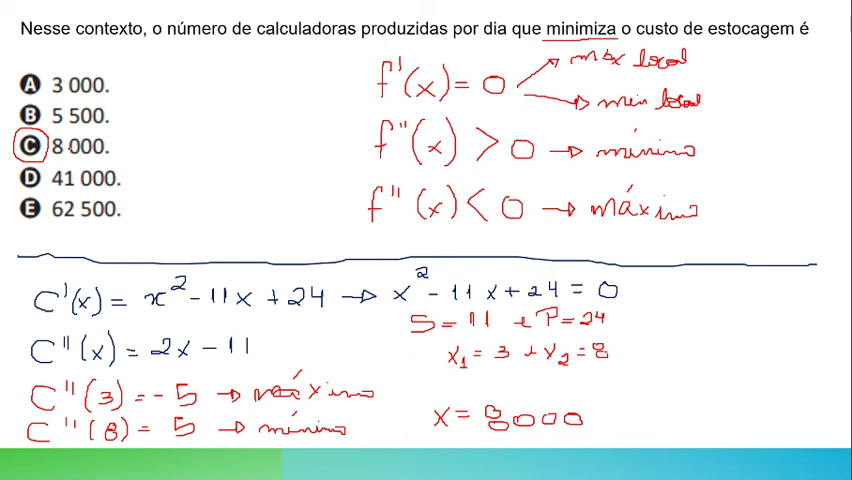 Nesse contexto, o número de calculadoras produzidas por dia que minimiza o custo de estocagem é
A 3 000.
B 5 500.
C 8 000.
D 41 000.
E 62 500.
f'(x) = 0 → máx local
→ min local
f''(x) > 0 → mínimo
f''(x) < 0 → máximo
C'(x) = x² - 11x + 24 → x² - 11x + 24 = 0
S = 11 e P = 24
C''(x) = 2x - 11
x₁ = 3 e x₂ = 8
C''(3) = - 5 → máximo
C''(8) = 5 → mínimo
x = 8000